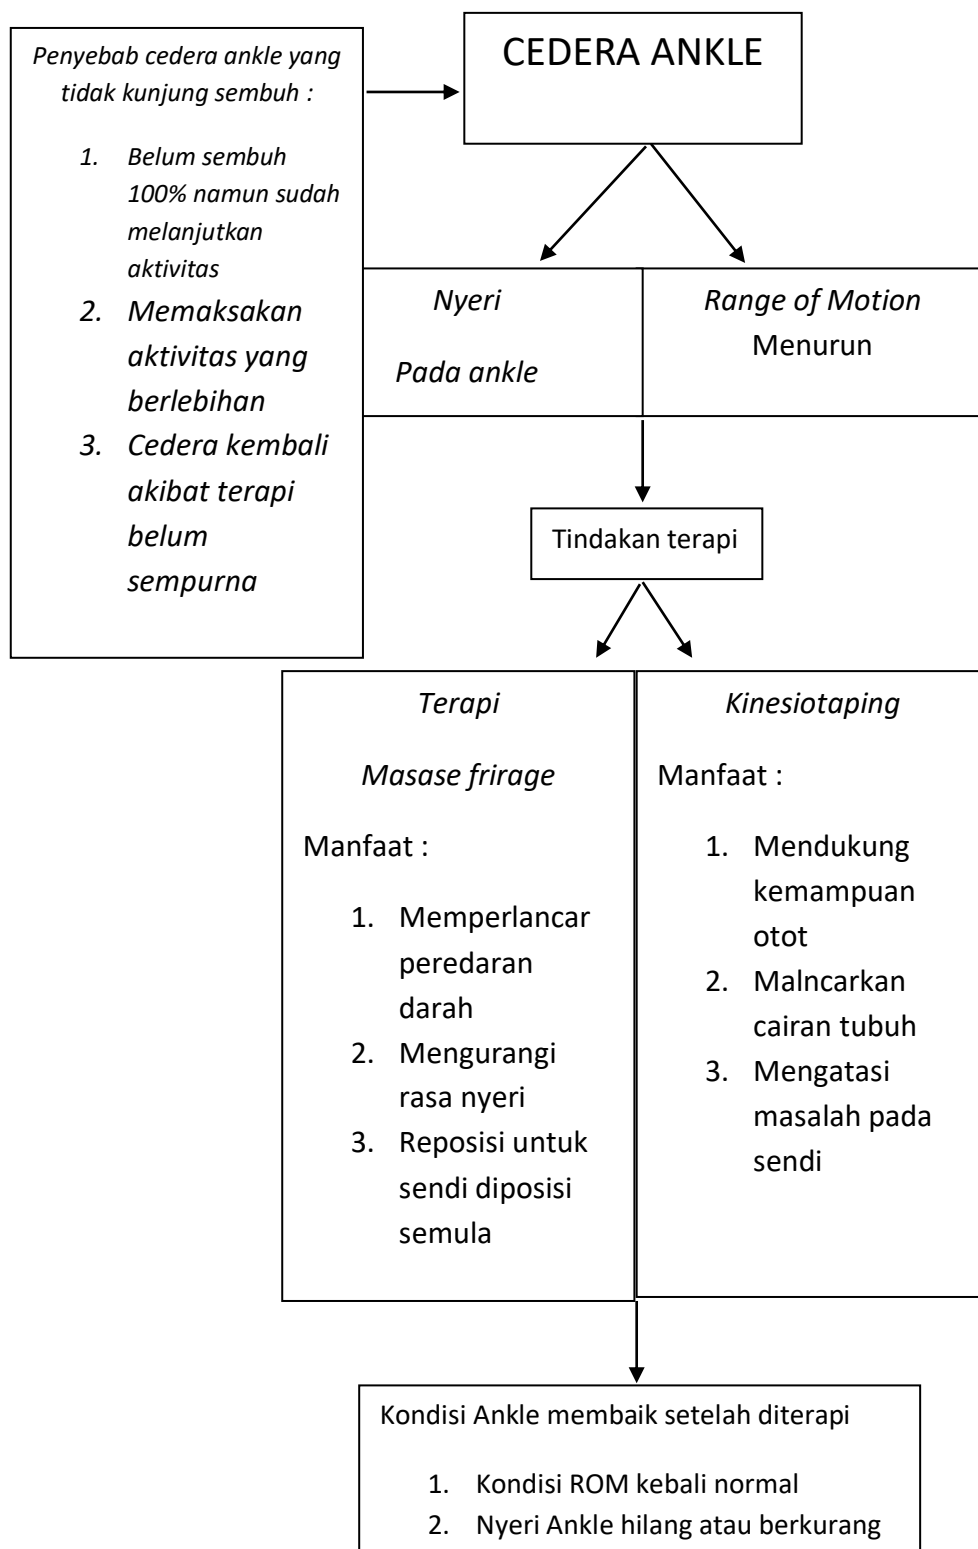 Penyebab cedera ankle yang
tidak kunjung sembuh :
1. Belum sembuh
100% namun sudah
melanjutkan
aktivitas
2. Memaksakan
aktivitas yang
berlebihan
3. Cedera kembali
akibat terapi
belum
sempurna
CEDERA ANKLE
Nyeri
Pada ankle
Range of Motion
Menurun
Tindakan terapi
Terapi
Masase frirage
Manfaat :
1. Memperlancar
peredaran
darah
2. Mengurangi
rasa nyeri
3. Reposisi untuk
sendi diposisi
semula
Kinesiotaping
Manfaat :
1. Mendukung
kemampuan
otot
2. Malncarkan
cairan tubuh
3. Mengatasi
masalah pada
sendi
Kondisi Ankle membaik setelah diterapi
1. Kondisi ROM kebali normal
2. Nyeri Ankle hilang atau berkurang